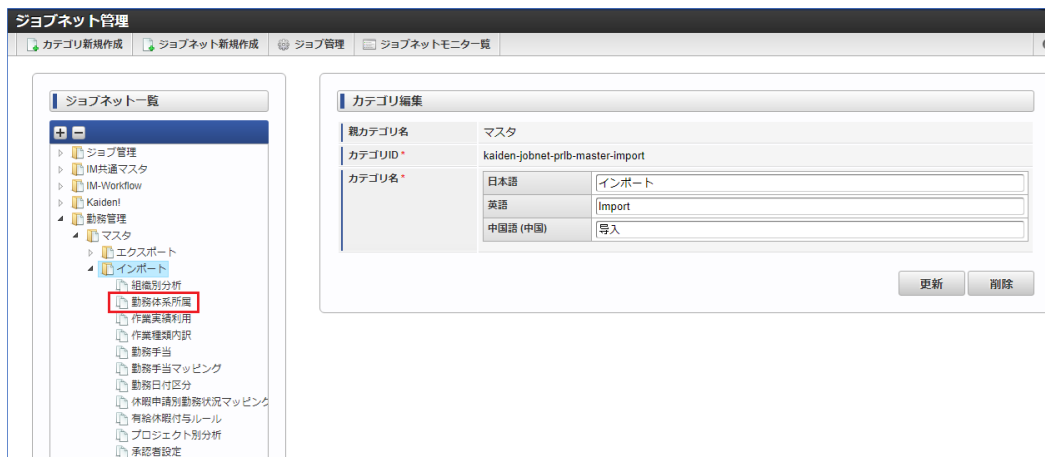 ジョブネット管理
カテゴリ新規作成 ジョブネット新規作成 ジョブ管理 ジョブネットモニタ一覧
ジョブネット一覧
ジョブ管理
IM共通マスタ
IM-Workflow
Kaiden!
勤務管理
マスタ
エクスポート
インポート
組織別分析
勤務体系所属
作業実績利用
作業種類内訳
勤務手当
勤務手当マッピング
勤務日付区分
休暇申請別勤務状況マッピング
有給休暇付与ルール
プロジェクト別分析
承認者設定
カテゴリ編集
親カテゴリ名 マスタ
カテゴリID * kaiden-jobnet-prlb-master-import
カテゴリ名 * 日本語 インポート
英語 Import
中国語 (中国) 导入
更新 削除